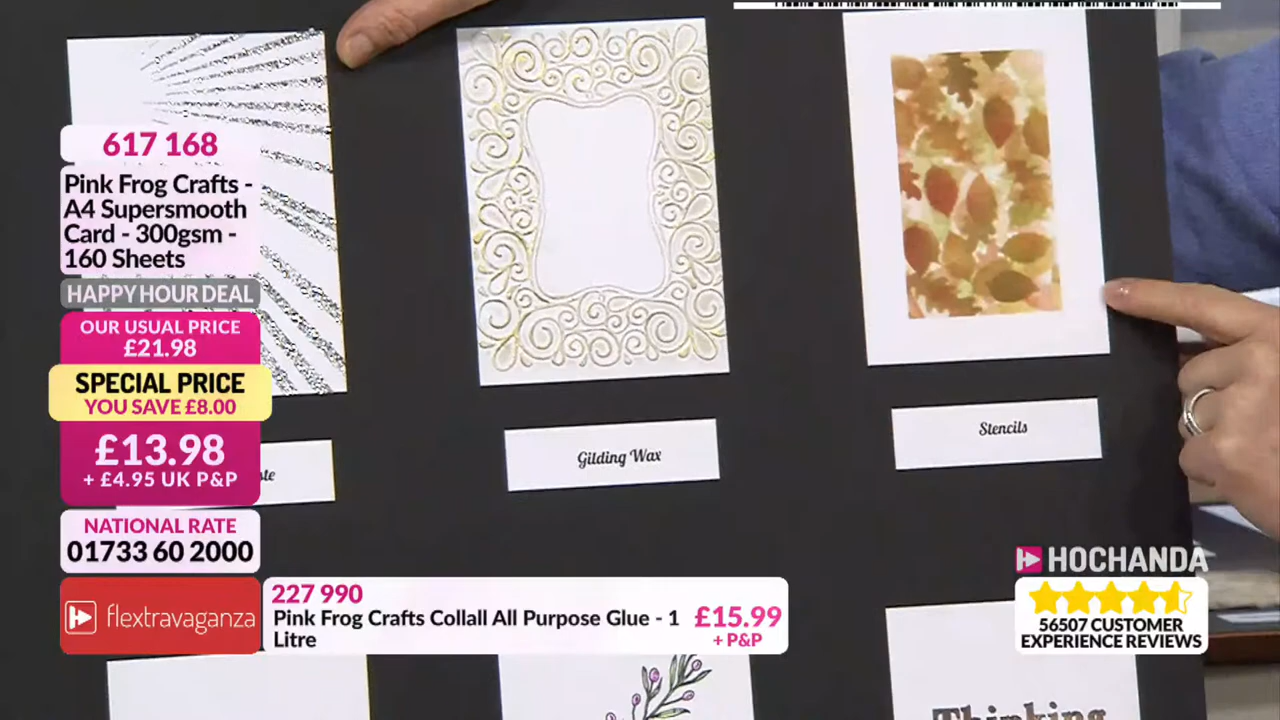 617 168
Pink Frog Crafts -
A4 Supersmooth
Card - 300gsm -
160 Sheets
HAPPY HOUR DEAL
OUR USUAL PRICE
£21.98
SPECIAL PRICE
YOU SAVE £8.00
£13.98
+ £4.95 UK P&P
NATIONAL RATE
01733 60 2000
flextravaganza
227 990
Pink Frog Crafts Collall All Purpose Glue - 1
Litre
£15.99
+ P&P
Gilding Wax
Stencils
HOCHANDA
56507 CUSTOMER
EXPERIENCE REVIEWS
Thinking